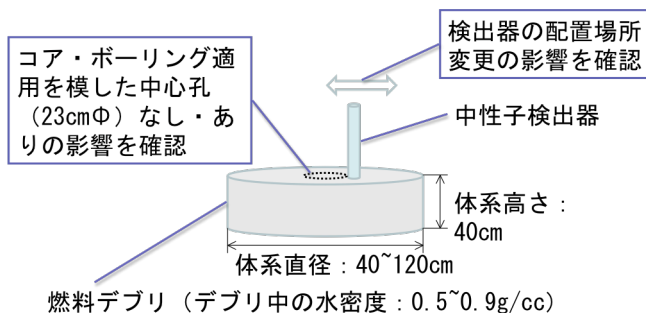 コア・ボーリング適
用を模した中心孔
（23cmΦ）なし・あ
りの影響を確認
検出器の配置場所
変更の影響を確認
中性子検出器
体系高さ：
40cm
体系直径：40~120cm
燃料デブリ（デブリ中の水密度：0.5~0.9g/cc）